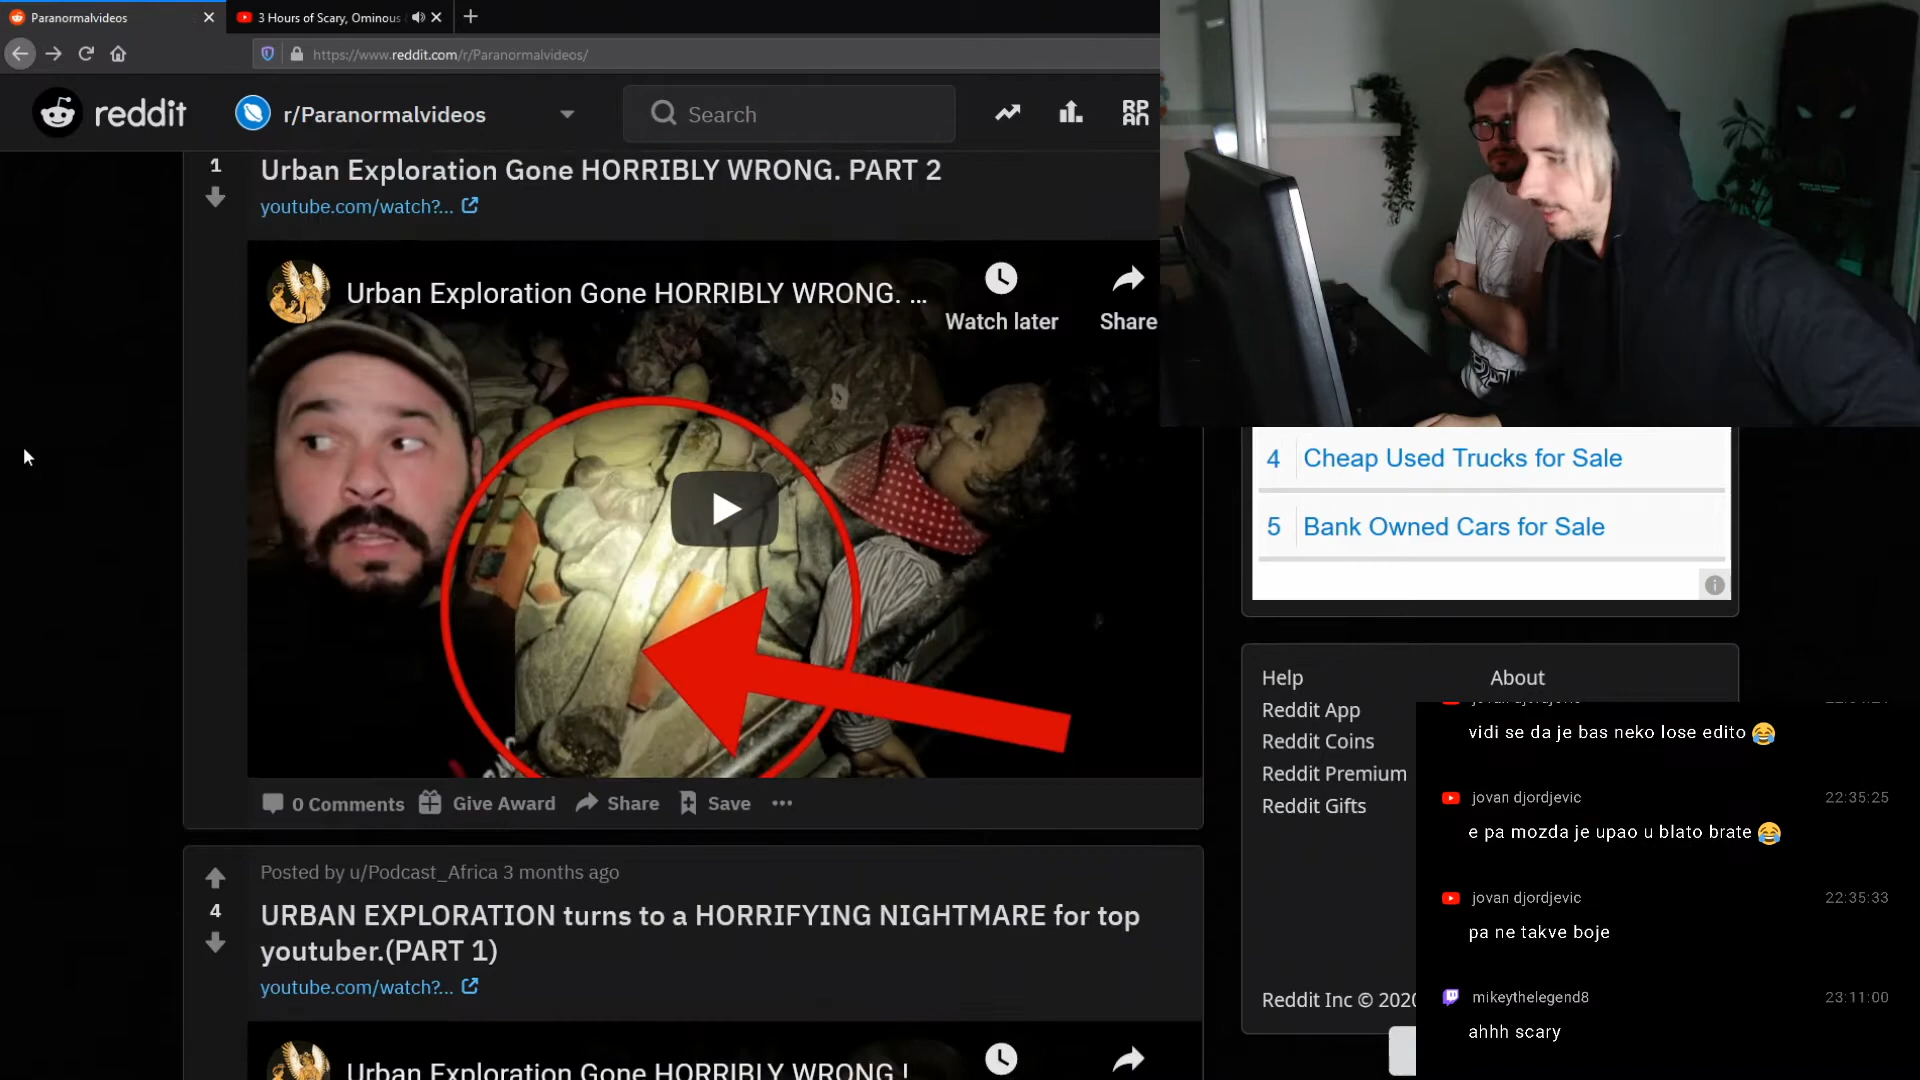 Paranormalvideos
3 Hours of Scary, Ominous
https://www.reddit.com/r/Paranormalvideos/
reddit
r/Paranormalvideos
Search
RP
AN
1
Urban Exploration Gone HORRIBLY WRONG. PART 2
youtube.com/watch?...
Urban Exploration Gone HORRIBLY WRONG. ...
Watch later
Share
0 Comments
Give Award
Share
Save
Posted by u/Podcast_Africa 3 months ago
4
URBAN EXPLORATION turns to a HORRIFYING NIGHTMARE for top
youtuber.(PART 1)
youtube.com/watch?...
Urban Exploration Gone HORRIBLY WRONG !
4 Cheap Used Trucks for Sale
5 Bank Owned Cars for Sale
Help
About
Reddit App
Reddit Coins
Reddit Premium
Reddit Gifts
Reddit Inc © 2020
vidi se da je bas neko lose edito 😂
jovan djordjevic 22:35:25
e pa mozda je upao u blato brate 😂
jovan djordjevic 22:35:33
pa ne takve boje
mikeythelegend8 23:11:00
ahhh scary